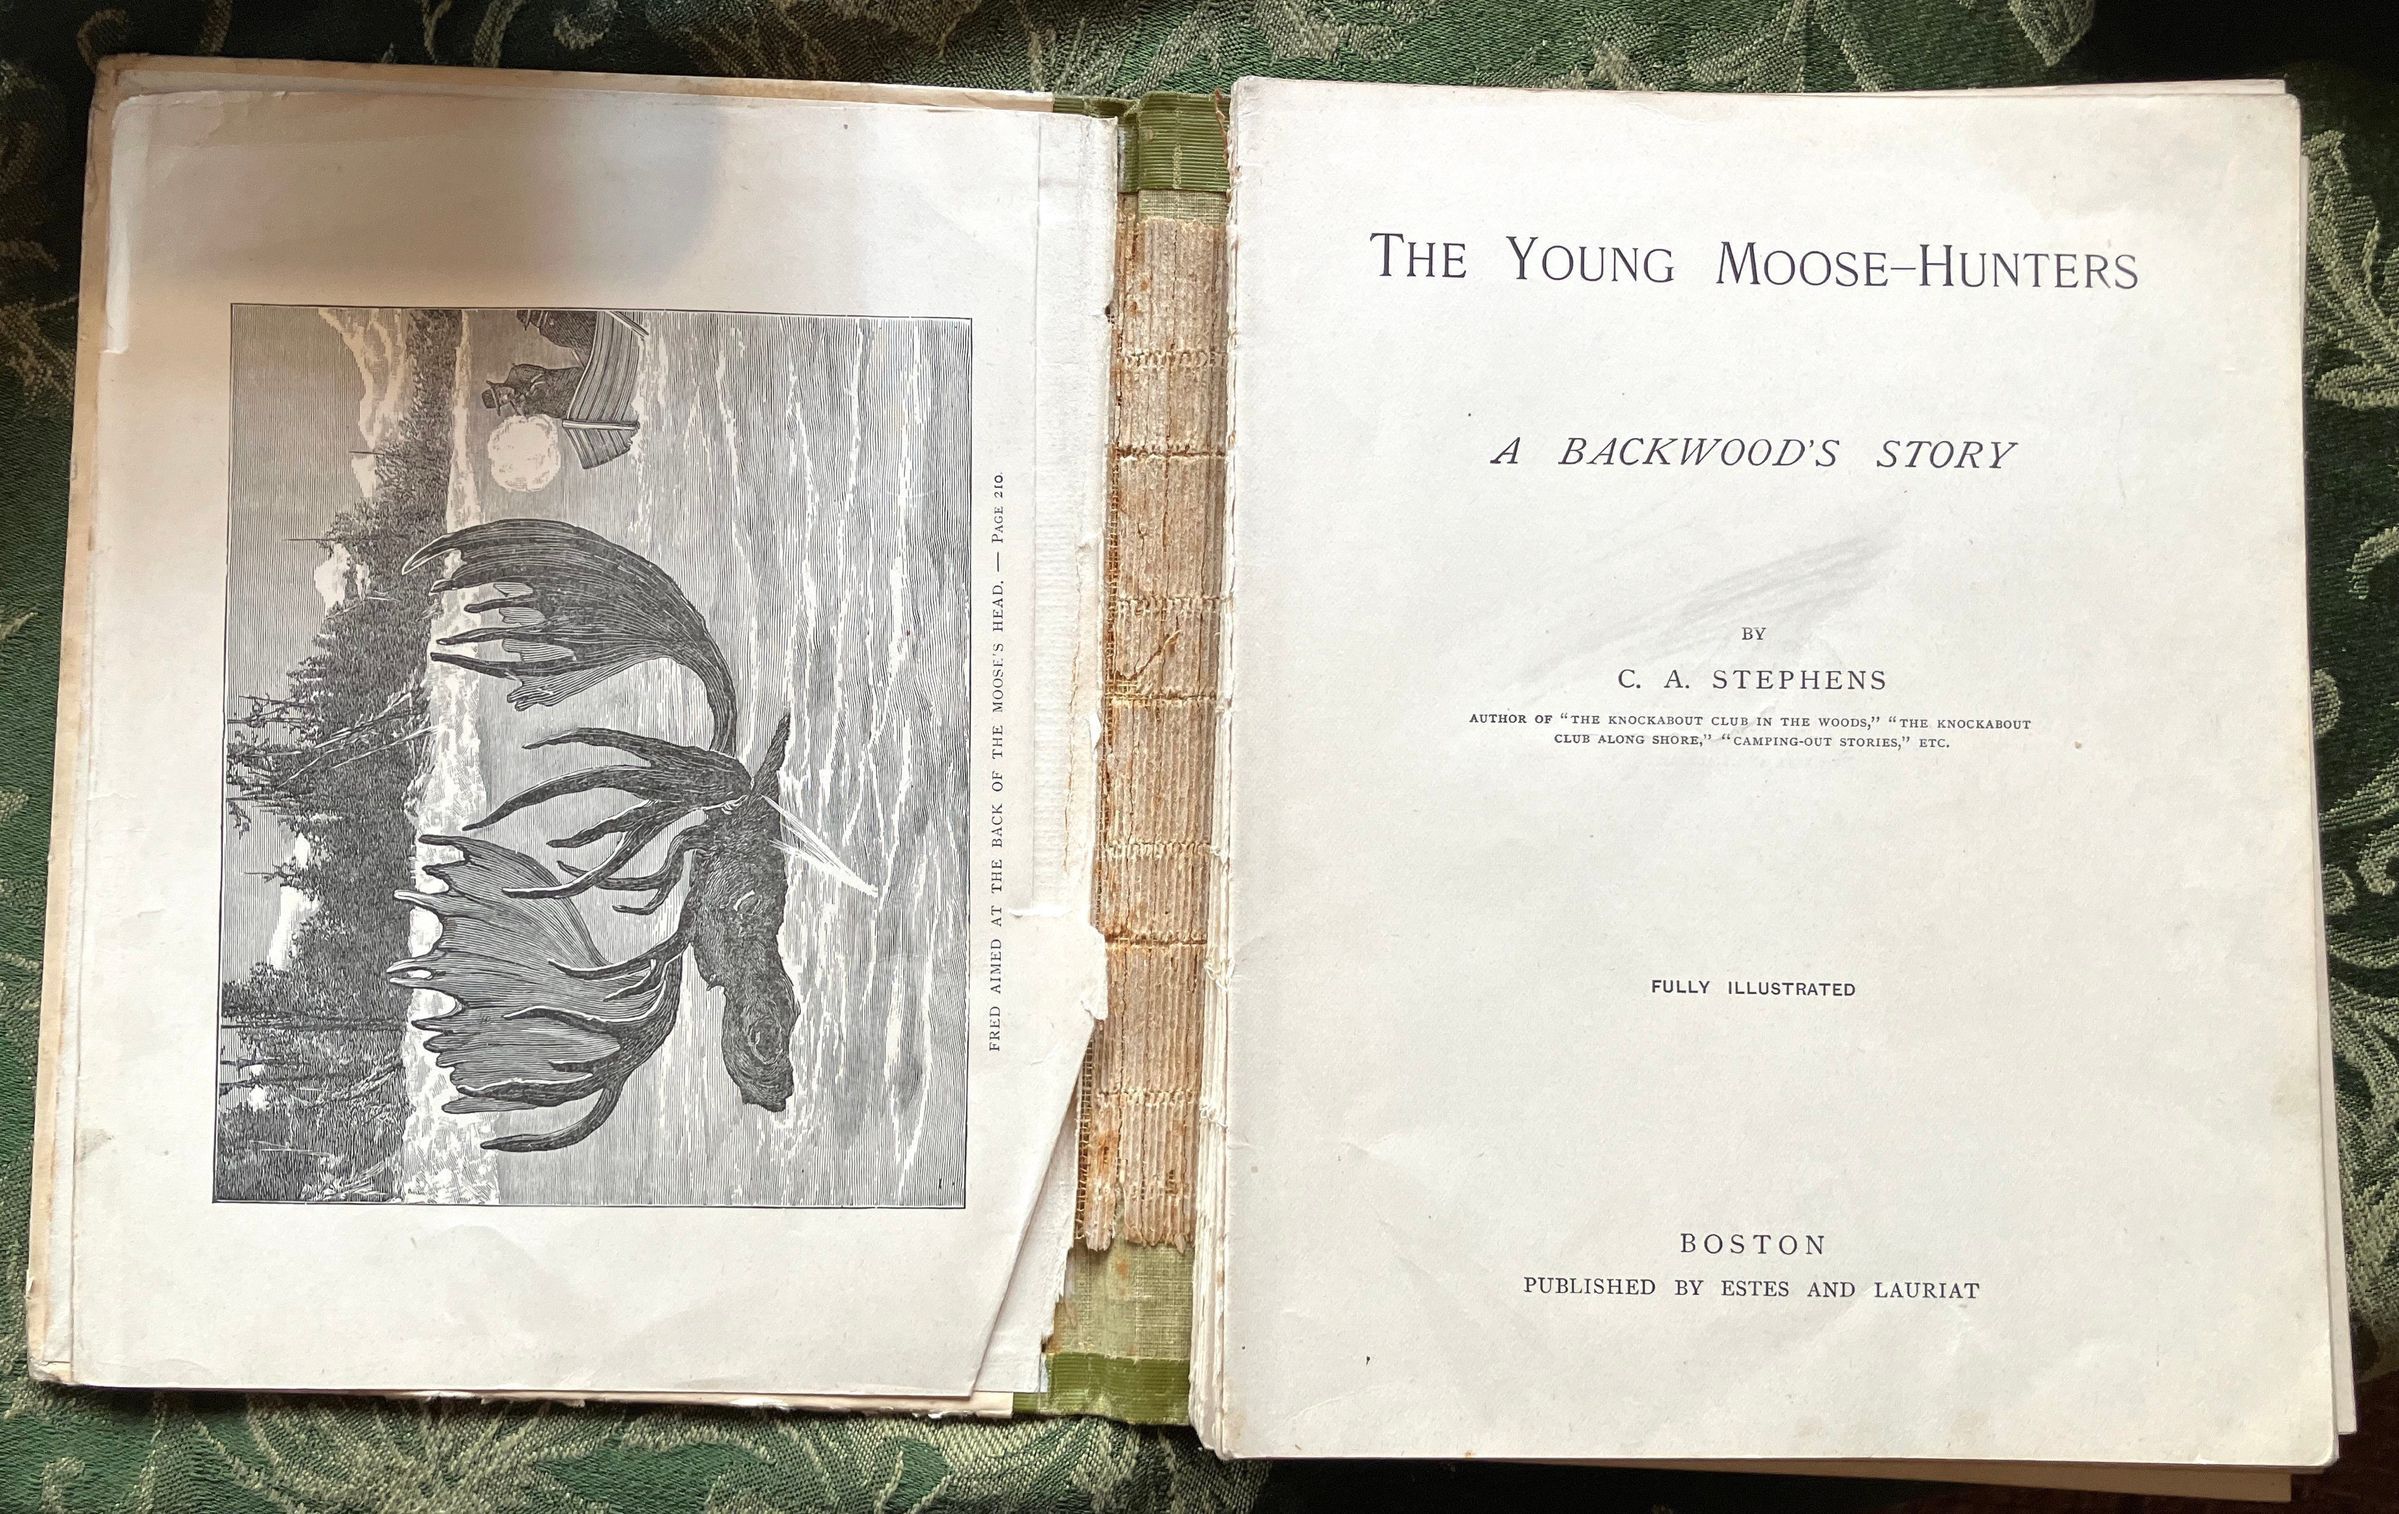 FRED AIMED AT THE BACK OF THE MOOSE'S HEAD. — PAGE 210.
THE YOUNG MOOSE–HUNTERS
A BACKWOOD'S STORY
BY
C. A. STEPHENS
AUTHOR OF “THE KNOCKABOUT CLUB IN THE WOODS,” “THE KNOCKABOUT
CLUB ALONG SHORE,” “CAMPING-OUT STORIES,” ETC.
FULLY ILLUSTRATED
BOSTON
PUBLISHED BY ESTES AND LAURIAT